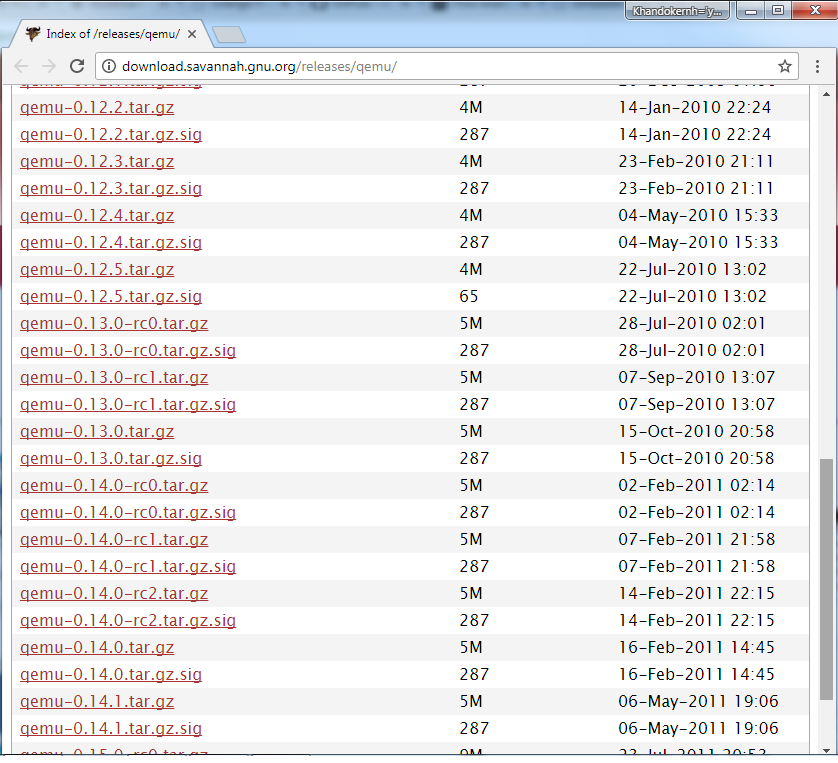 Khandokernh=ly...
Index of /releases/qemu/
download.savannah.gnu.org/releases/qemu/
qemu-0.12.2.tar.gz 4M 14-Jan-2010 22:24
qemu-0.12.2.tar.gz.sig 287 14-Jan-2010 22:24
qemu-0.12.3.tar.gz 4M 23-Feb-2010 21:11
qemu-0.12.3.tar.gz.sig 287 23-Feb-2010 21:11
qemu-0.12.4.tar.gz 4M 04-May-2010 15:33
qemu-0.12.4.tar.gz.sig 287 04-May-2010 15:33
qemu-0.12.5.tar.gz 4M 22-Jul-2010 13:02
qemu-0.12.5.tar.gz.sig 65 22-Jul-2010 13:02
qemu-0.13.0-rc0.tar.gz 5M 28-Jul-2010 02:01
qemu-0.13.0-rc0.tar.gz.sig 287 28-Jul-2010 02:01
qemu-0.13.0-rc1.tar.gz 5M 07-Sep-2010 13:07
qemu-0.13.0-rc1.tar.gz.sig 287 07-Sep-2010 13:07
qemu-0.13.0.tar.gz 5M 15-Oct-2010 20:58
qemu-0.13.0.tar.gz.sig 287 15-Oct-2010 20:58
qemu-0.14.0-rc0.tar.gz 5M 02-Feb-2011 02:14
qemu-0.14.0-rc0.tar.gz.sig 287 02-Feb-2011 02:14
qemu-0.14.0-rc1.tar.gz 5M 07-Feb-2011 21:58
qemu-0.14.0-rc1.tar.gz.sig 287 07-Feb-2011 21:58
qemu-0.14.0-rc2.tar.gz 5M 14-Feb-2011 22:15
qemu-0.14.0-rc2.tar.gz.sig 287 14-Feb-2011 22:15
qemu-0.14.0.tar.gz 5M 16-Feb-2011 14:45
qemu-0.14.0.tar.gz.sig 287 16-Feb-2011 14:45
qemu-0.14.1.tar.gz 5M 06-May-2011 19:06
qemu-0.14.1.tar.gz.sig 287 06-May-2011 19:06